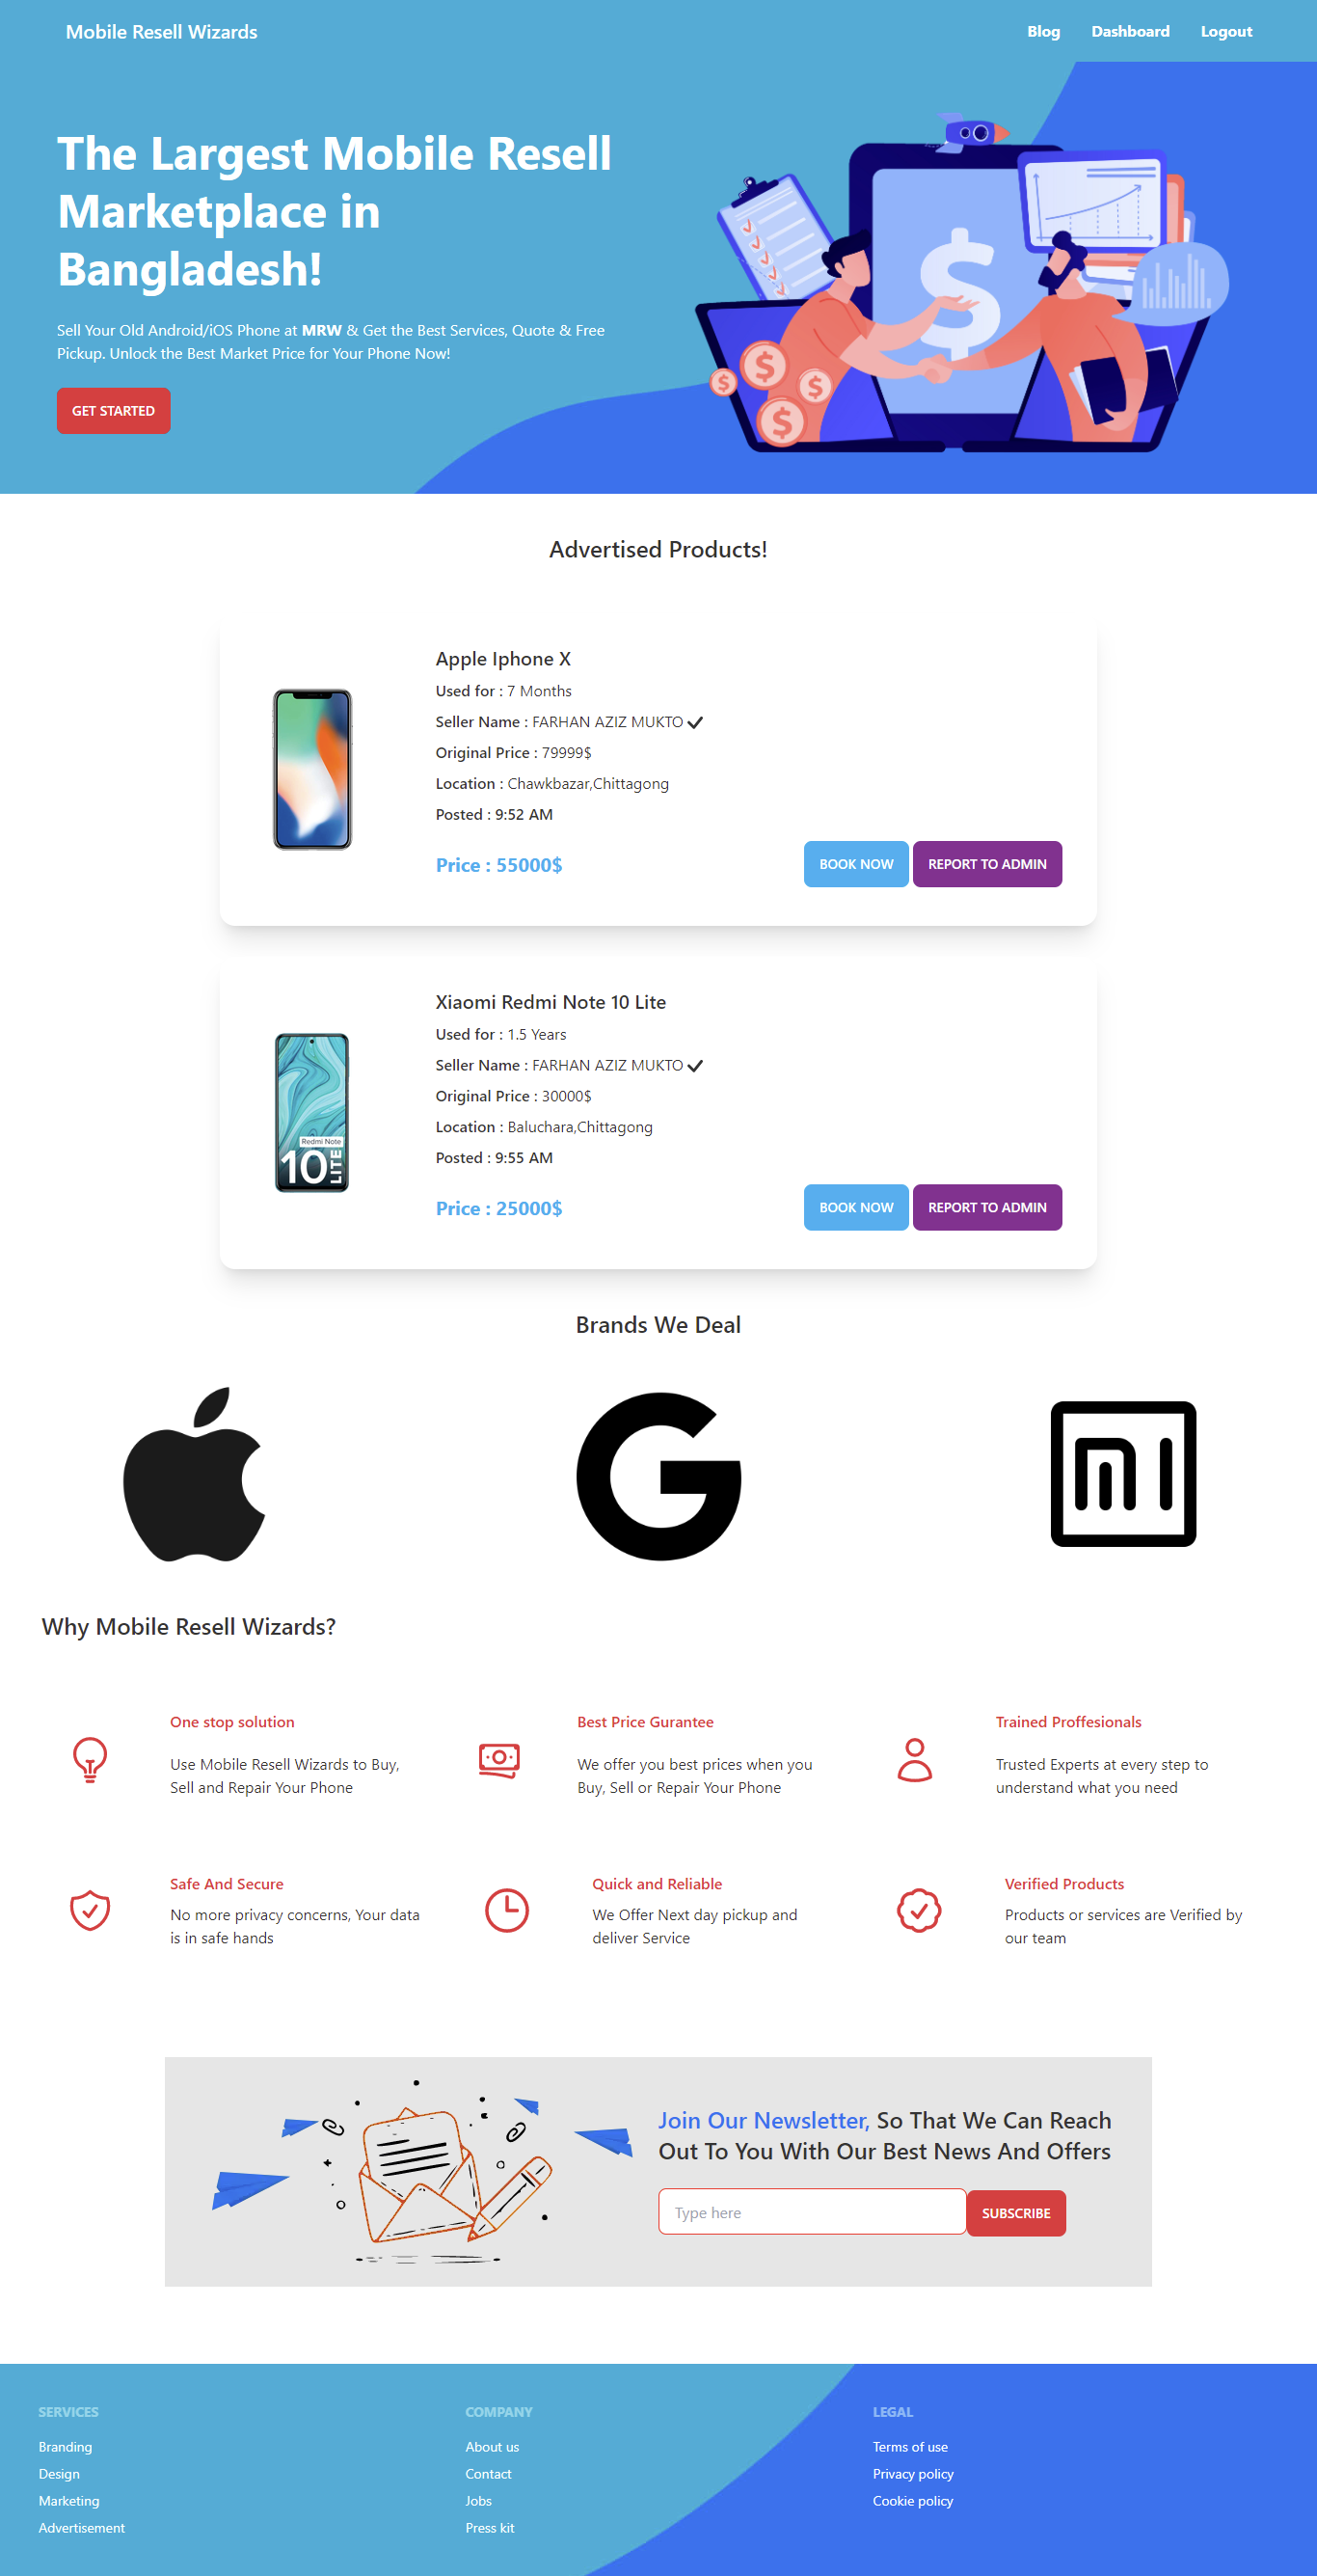 Mobile Resell Wizards
Blog Dashboard Logout
The Largest Mobile Resell
Marketplace in
Bangladesh!
Sell Your Old Android/iOS Phone at MRW & Get the Best Services, Quote & Free
Pickup. Unlock the Best Market Price for Your Phone Now!
GET STARTED
Advertised Products!
Apple Iphone X
Used for : 7 Months
Seller Name : FARHAN AZIZ MUKTO
Original Price : 79999$
Location : Chawkbazar,Chittagong
Posted : 9:52 AM
Price : 55000$
BOOK NOW
REPORT TO ADMIN
Xiaomi Redmi Note 10 Lite
Used for : 1.5 Years
Seller Name : FARHAN AZIZ MUKTO
Original Price : 30000$
Location : Baluchara,Chittagong
Posted : 9:55 AM
Redmi Note
10 LITE
Price : 25000$
BOOK NOW
REPORT TO ADMIN
Brands We Deal
Why Mobile Resell Wizards?
One stop solution
Use Mobile Resell Wizards to Buy,
Sell and Repair Your Phone
Best Price Gurantee
We offer you best prices when you
Buy, Sell or Repair Your Phone
Trained Proffesionals
Trusted Experts at every step to
understand what you need
Safe And Secure
No more privacy concerns, Your data
is in safe hands
Quick and Reliable
We Offer Next day pickup and
deliver Service
Verified Products
Products or services are Verified by
our team
Join Our Newsletter, So That We Can Reach
Out To You With Our Best News And Offers
Type here
SUBSCRIBE
SERVICES
Branding
Design
Marketing
Advertisement
COMPANY
About us
Contact
Jobs
Press kit
LEGAL
Terms of use
Privacy policy
Cookie policy